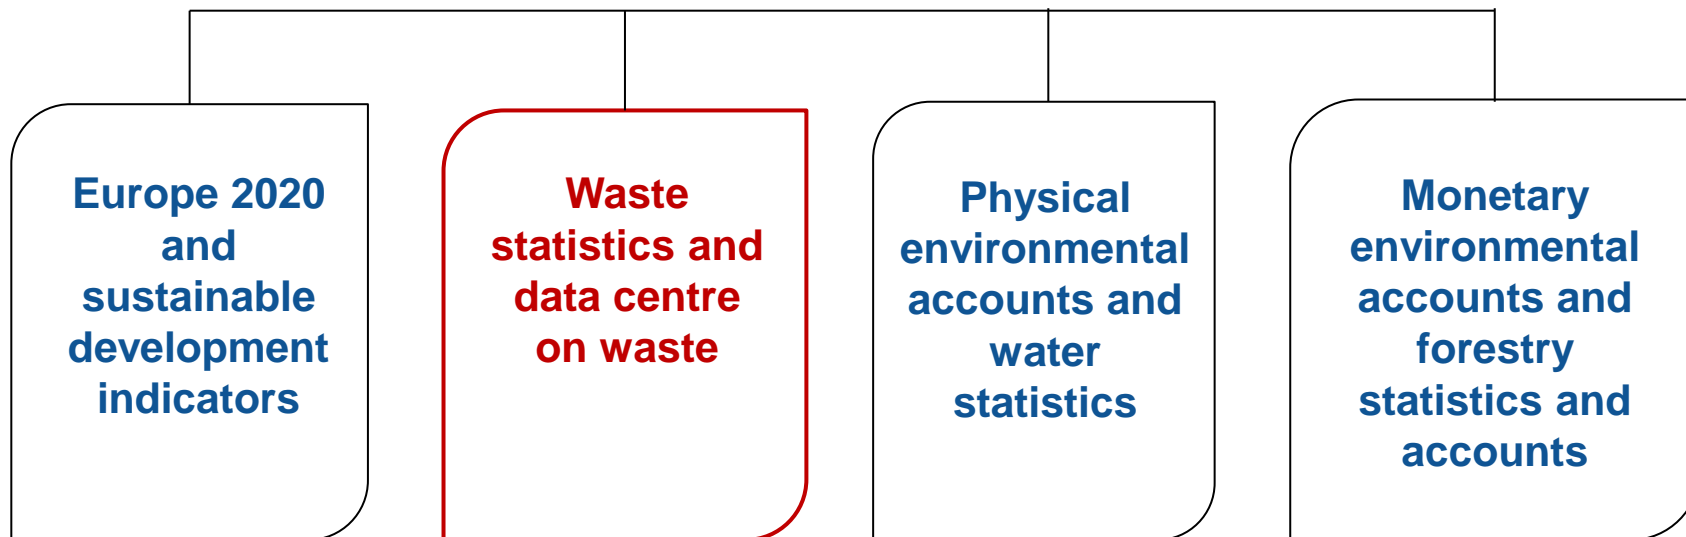 Europe 2020
and
sustainable
development
indicators
Waste
statistics and
data centre
on waste
Physical
environmental
accounts and
water
statistics
Monetary
environmental
accounts and
forestry
statistics and
accounts